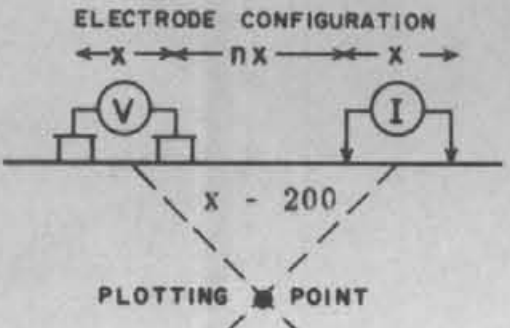 ELECTRODE CONFIGURATION
x nx x
V I
x - 200
PLOTTING POINT